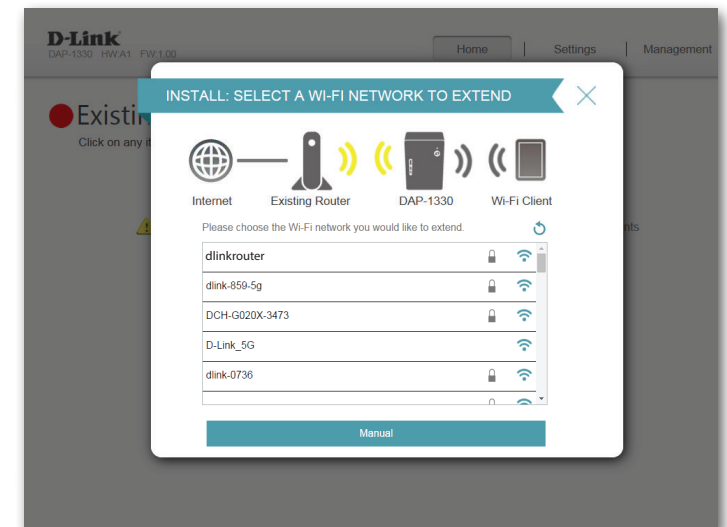 D-Link
DAP-1330 HW:A1 FW:1.00
Home | Settings | Management
INSTALL: SELECT A WI-FI NETWORK TO EXTEND
Click on any
Internet Existing Router DAP-1330 Wi-Fi Client
Please choose the Wi-Fi network you would like to extend.
dlinkrouter
dlink-859-5g
DCH-G020X-3473
D-Link_5G
dlink-0736
Manual